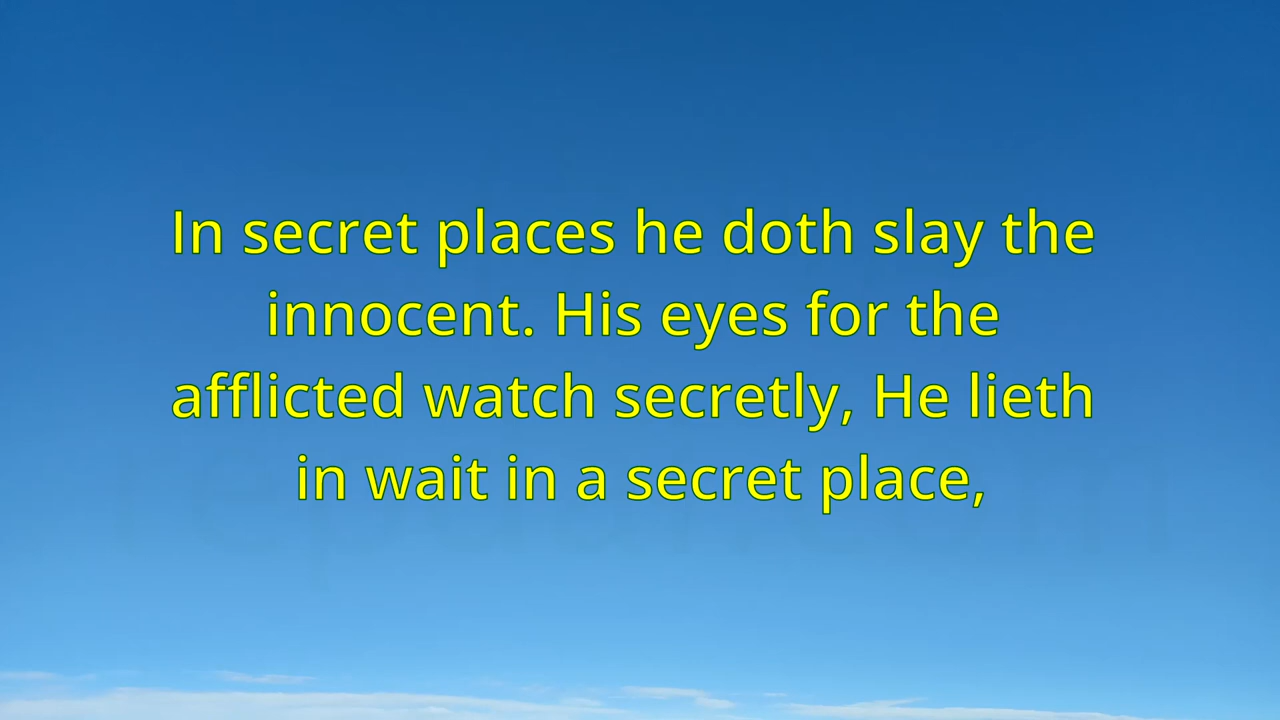 In secret places he doth slay the
innocent. His eyes for the
afflicted watch secretly, He lieth
in wait in a secret place,